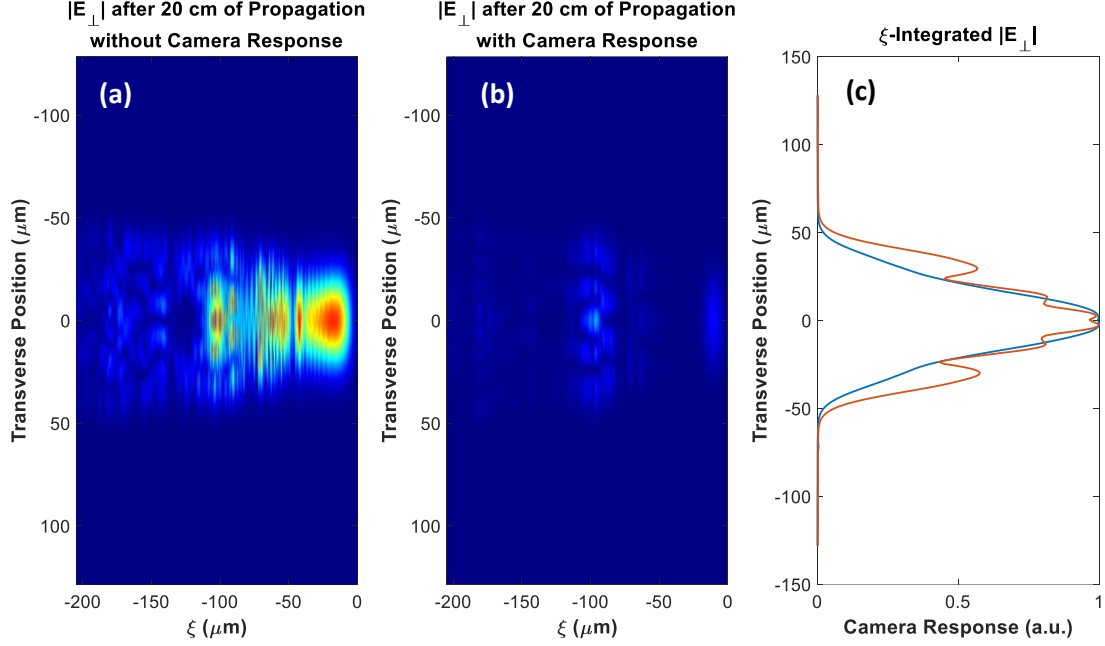 |E⊥| after 20 cm of Propagation
without Camera Response
(a)
Transverse Position (μm)
-100
-50
0
50
100
-200
-150
-100
-50
0
ξ (μm)
|E⊥| after 20 cm of Propagation
with Camera Response
(b)
Transverse Position (μm)
-100
-50
0
50
100
-200
-150
-100
-50
0
ξ (μm)
ξ-Integrated |E⊥|
(c)
Transverse Position (μm)
150
100
50
0
-50
-100
-150
0
0.5
1
Camera Response (a.u.)